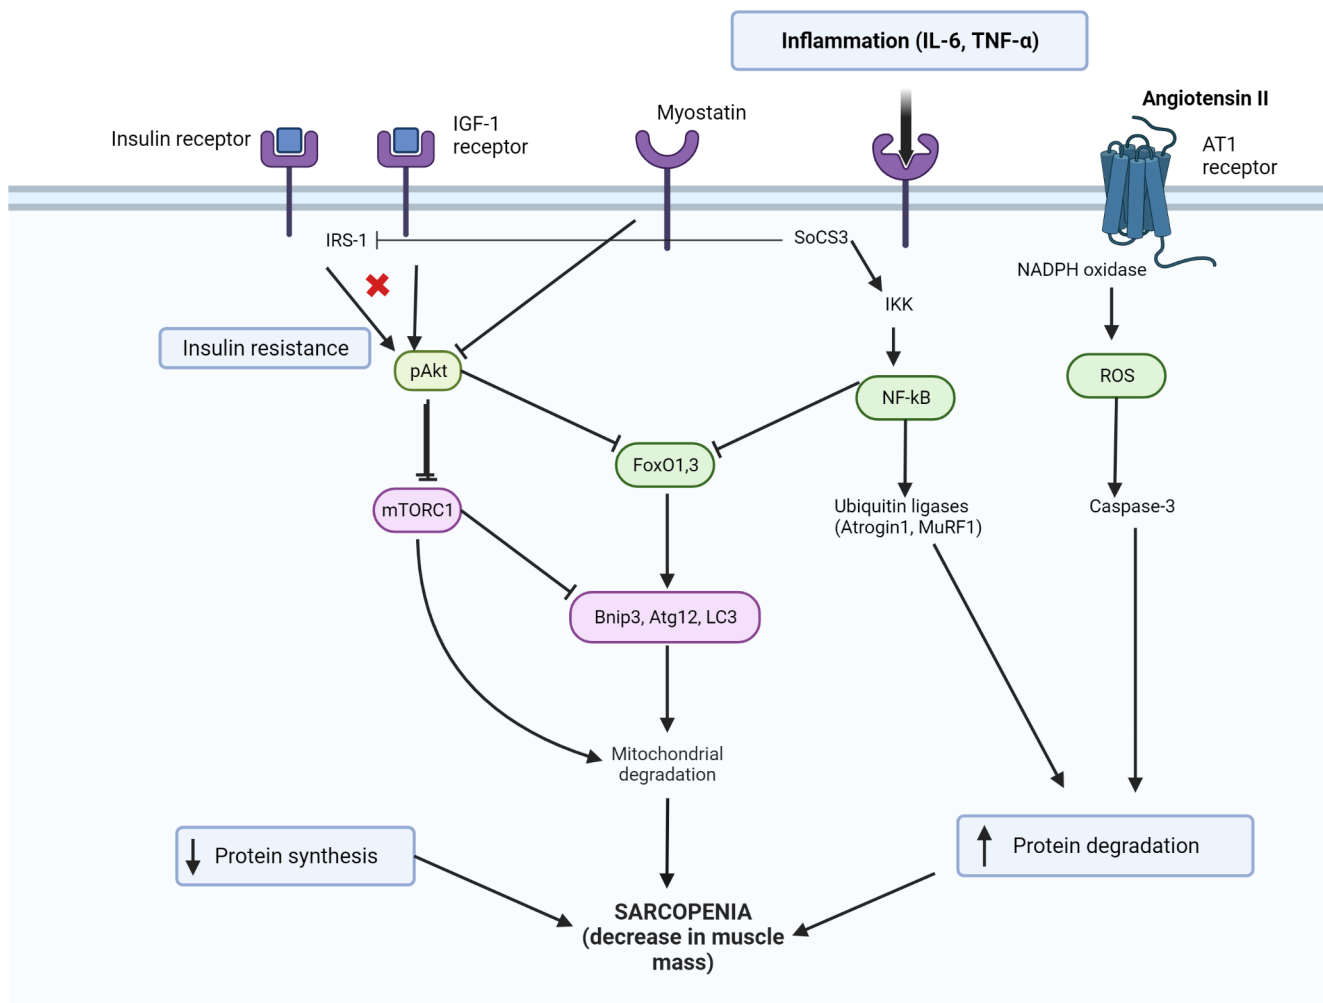 Inflammation (IL-6, TNF-α)
Angiotensin II
Insulin receptor
IGF-1
receptor
Myostatin
AT1
receptor
IRS-1
SoCS3
NADPH oxidase
IKK
Insulin resistance
pAkt
NF-kB
ROS
FoxO1,3
mTORC1
Ubiquitin ligases
(Atrogin1, MuRF1)
Caspase-3
Bnip3, Atg12, LC3
Mitochondrial
degradation
Protein synthesis
Protein degradation
SARCOPENIA
(decrease in muscle
mass)